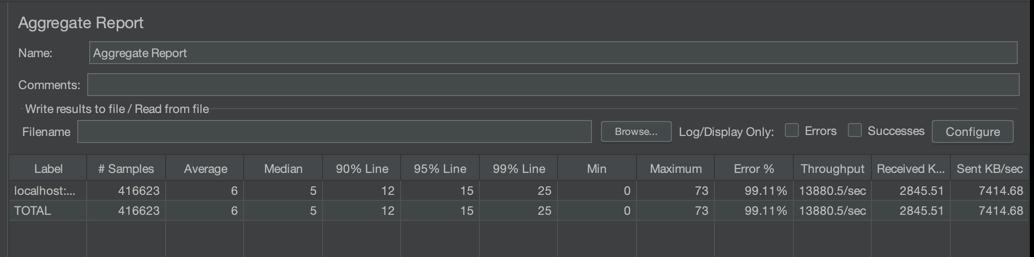 Aggregate Report
Name: Aggregate Report
Comments:
Write results to file / Read from file
Filename Browse... Log/Display Only: Errors Successes Configure
Label # Samples Average Median 90% Line 95% Line 99% Line Min Maximum Error % Throughput Received K... Sent KB/sec
localhost:... 416623 6 5 12 15 25 0 73 99.11% 13880.5/sec 2845.51 7414.68
TOTAL 416623 6 5 12 15 25 0 73 99.11% 13880.5/sec 2845.51 7414.68